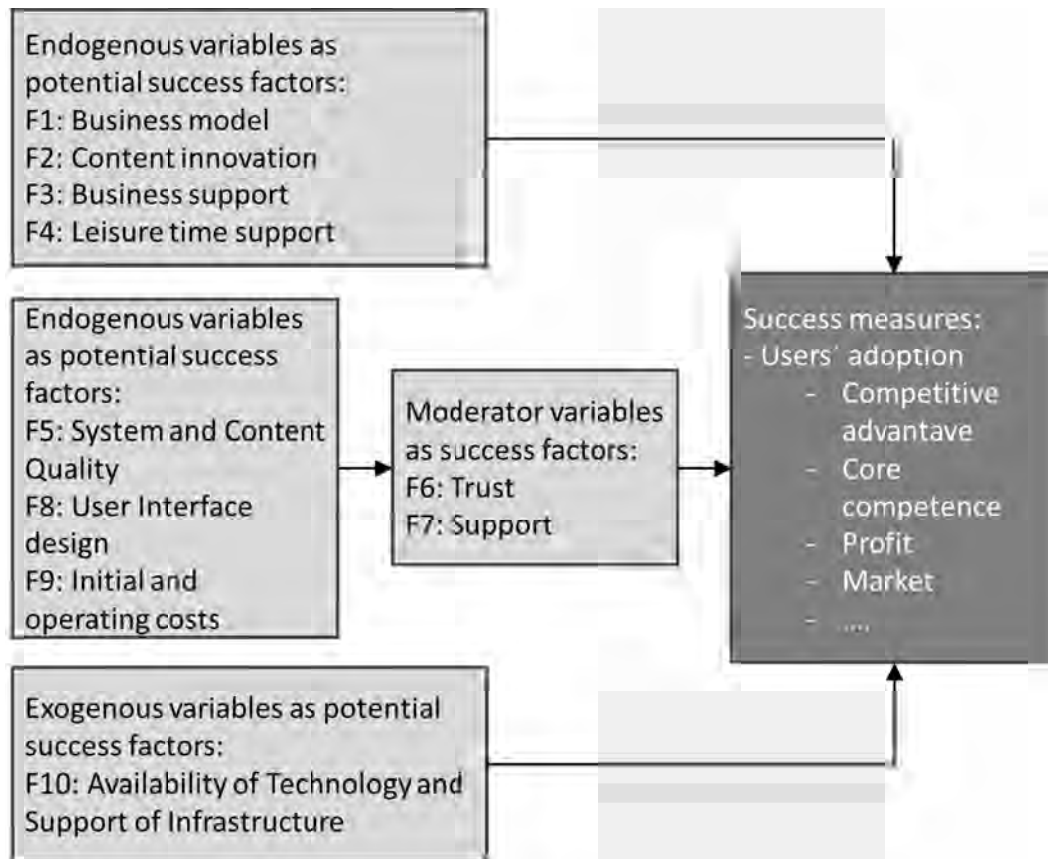 Endogenous variables as
potential success factors:
F1: Business model
F2: Content innovation
F3: Business support
F4: Leisure time support
Endogenous variables
as potential success
factors:
F5: System and Content
Quality
F8: User Interface
design
F9: Initial and
operating costs
Moderator variables
as success factors:
F6: Trust
F7: Support
Success measures:
- Users´ adoption
- Competitive
advantave
- Core
competence
- Profit
- Market
- ....
Exogenous variables as potential
success factors:
F10: Availability of Technology and
Support of Infrastructure